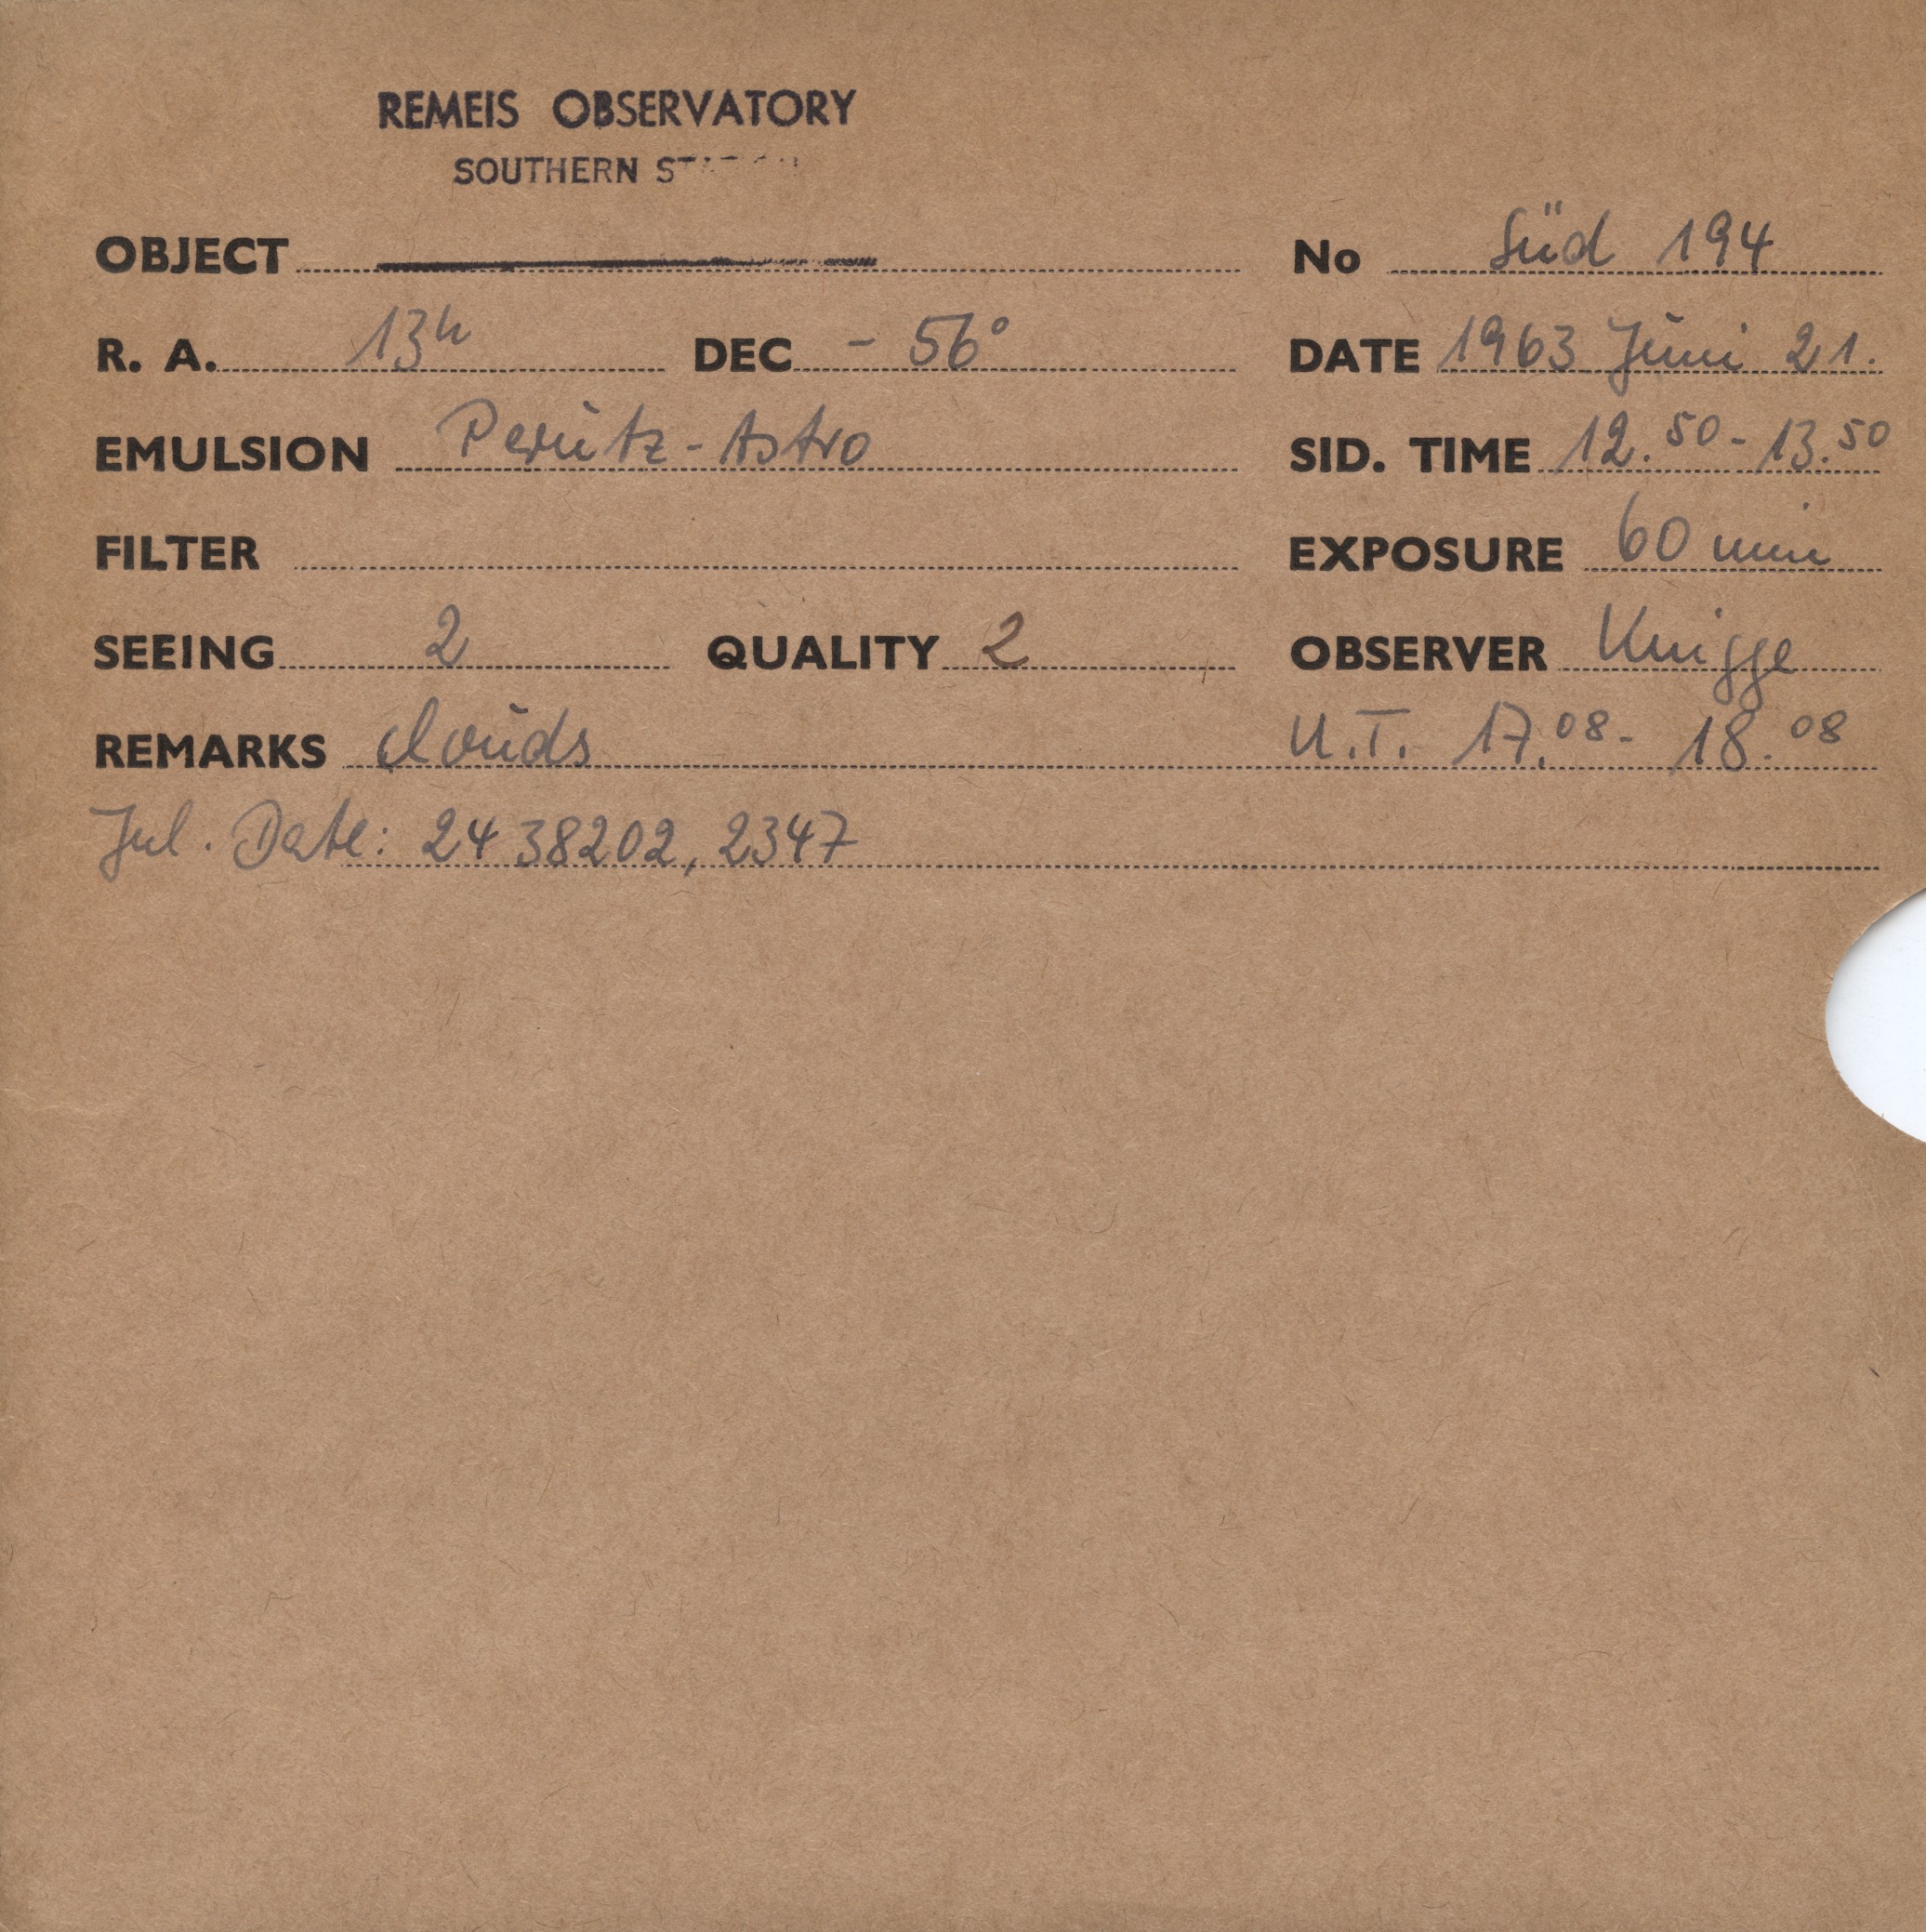 REMEIS OBSERVATORY
SOUTHERN
OBJECT No Süd 194
R. A. 13h DEC - 56° DATE 1963 Juni 21.
EMULSION Perutz-Astro SID. TIME 12.50 - 13.50
FILTER EXPOSURE 60 min
SEEING 2 QUALITY 2 OBSERVER Knigge
REMARKS clouds U.T. 17.08 - 18.08
Jul. Date: 24 38202,2347